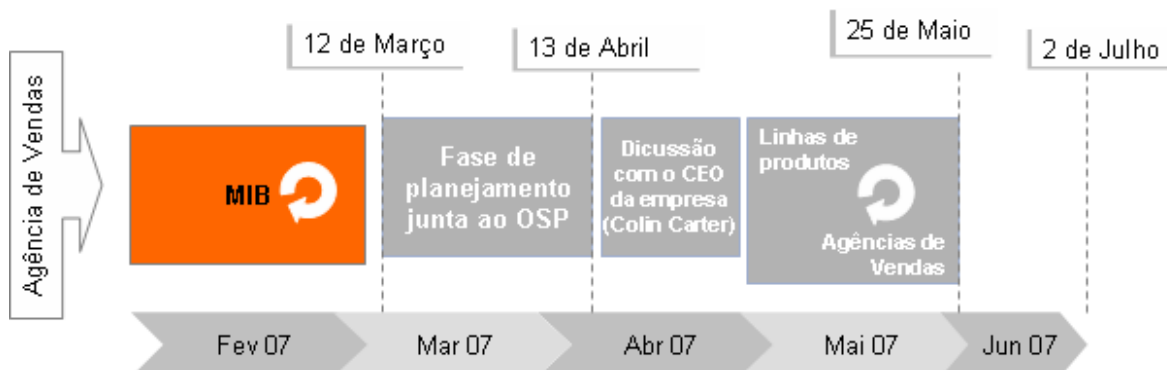 Agência de Vendas
12 de Março
13 de Abril
25 de Maio
2 de Julho
MIB
Fase de
planejamento
junta ao OSP
Dicussão
com o CEO
da empresa
(Colin Carter)
Linhas de
produtos
Agências de
Vendas
Fev 07
Mar 07
Abr 07
Mai 07
Jun 07